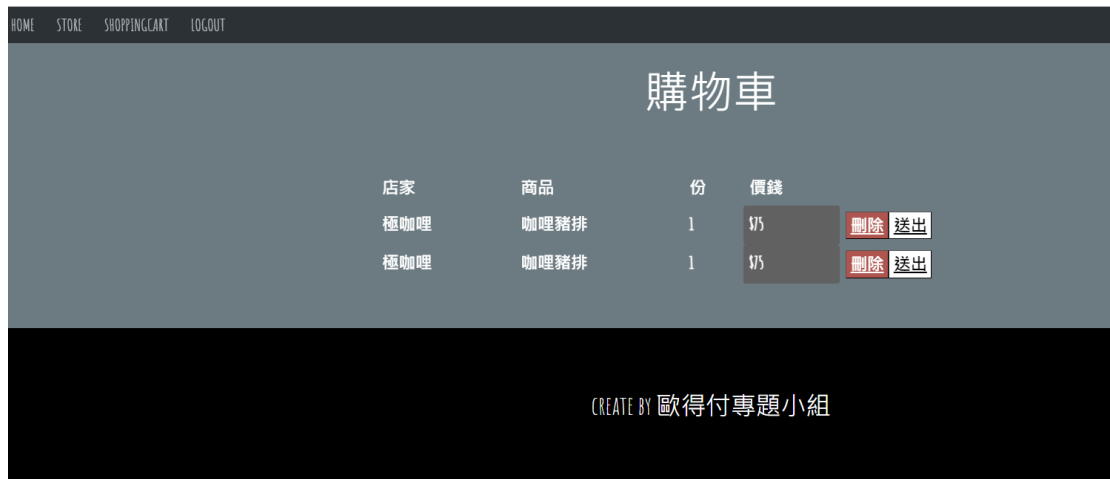 HOME STORE SHOPPINGCART LOGOUT
購物車
店家 商品 份 價錢
極咖哩 咖哩豬排 1 $75 刪除 送出
極咖哩 咖哩豬排 1 $75 刪除 送出
CREATE BY 歐得付專題小組